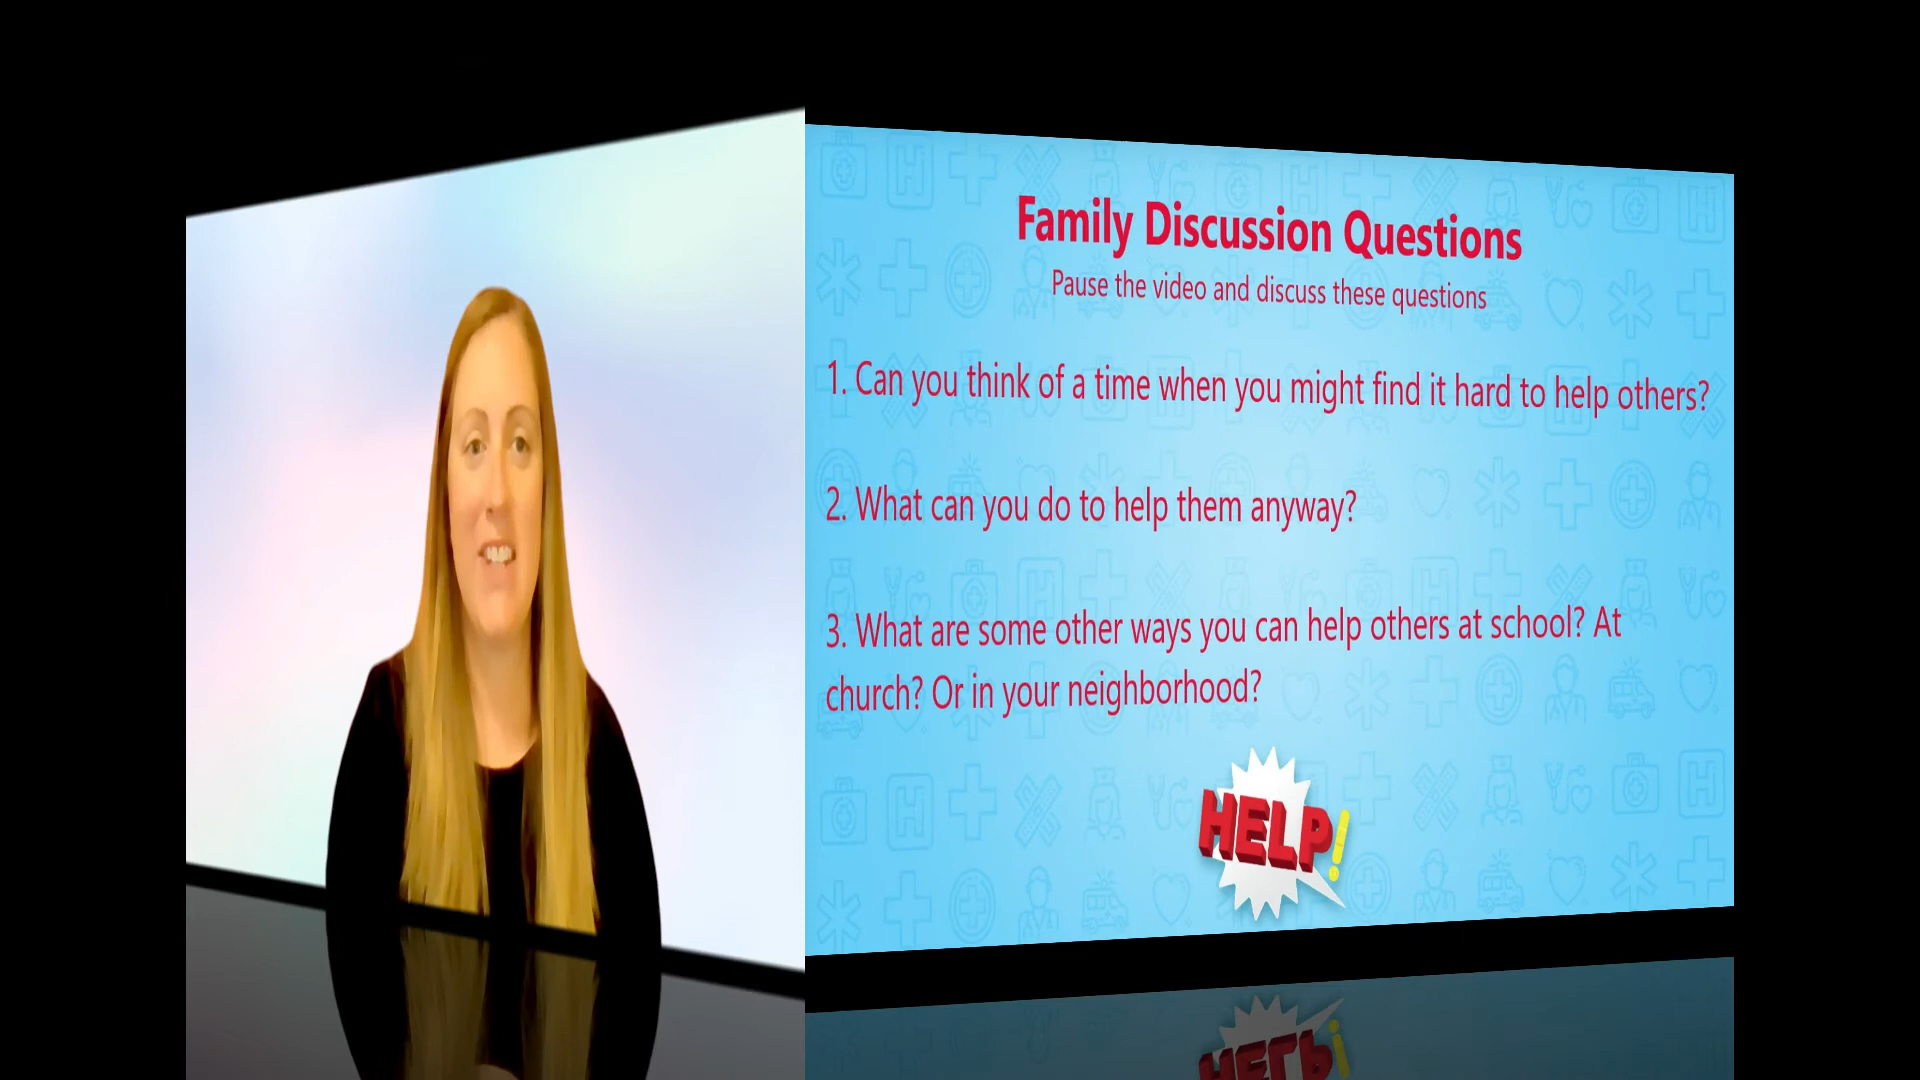 Family Discussion Questions
Pause the video and discuss these questions
1. Can you think of a time when you might find it hard to help others?
2. What can you do to help them anyway?
3. What are some other ways you can help others at school? At
church? Or in your neighborhood?
HELP!